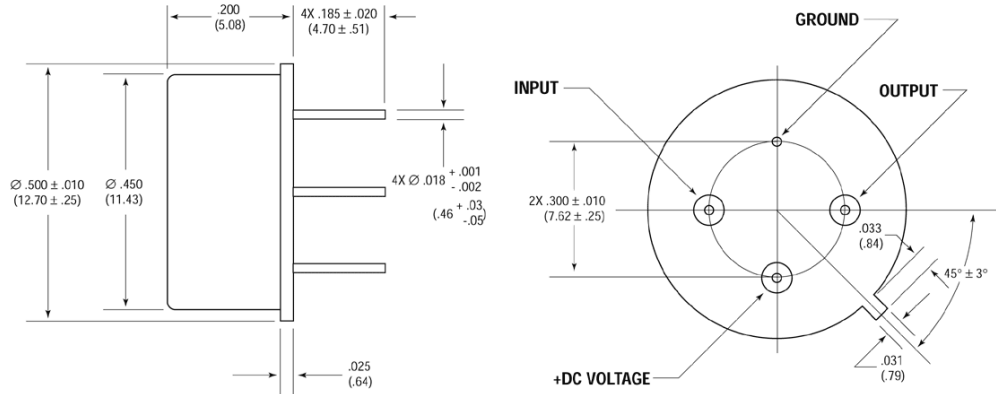 .200
(5.08)
4X .185 ± .020
(4.70 ± .51)
GROUND
INPUT
OUTPUT
Ø .500 ± .010
(12.70 ± .25)
Ø .450
(11.43)
4X Ø .018 + .001
- .002
(.46 + .03
-.05)
2X .300 ± .010
(7.62 ± .25)
.033
(.84)
45° ± 3°
.025
(.64)
+DC VOLTAGE
.031
(.79)